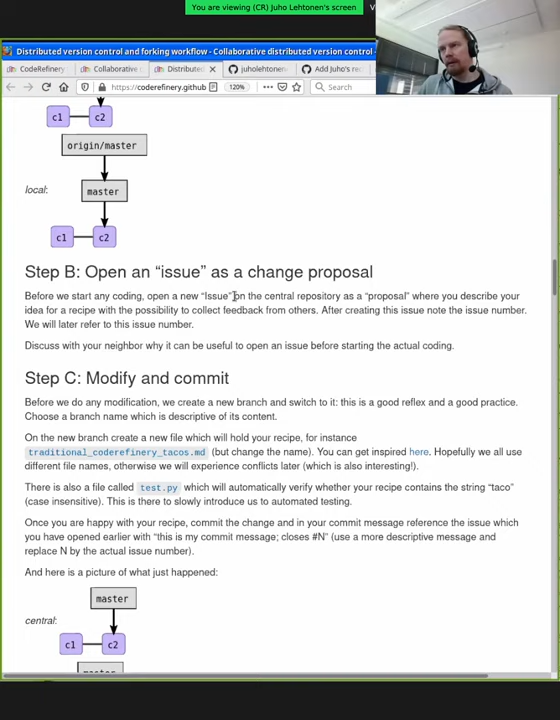 You are viewing (CR) Juho Lehtonen's screen
V
Distributed version control and forking workflow - Collaborative distributed version control -
CodeRefinery
Collaborative
Distributed
juholehtonen
Add Juho's re
https://coderefinery.github
120%
Search
c1
c2
origin/master
local:
master
c1
c2
Step B: Open an “issue” as a change proposal
Before we start any coding, open a new “Issue” on the central repository as a “proposal” where you describe your
idea for a recipe with the possibility to collect feedback from others. After creating this issue note the issue number.
We will later refer to this issue number.
Discuss with your neighbor why it can be useful to open an issue before starting the actual coding.
Step C: Modify and commit
Before we do any modification, we create a new branch and switch to it: this is a good reflex and a good practice.
Choose a branch name which is descriptive of its content.
On the new branch create a new file which will hold your recipe, for instance
traditional_coderefinery_tacos.md (but change the name). You can get inspired here. Hopefully we all use
different file names, otherwise we will experience conflicts later (which is also interesting!).
There is also a file called test.py which will automatically verify whether your recipe contains the string “taco”
(case insensitive). This is there to slowly introduce us to automated testing.
Once you are happy with your recipe, commit the change and in your commit message reference the issue which
you have opened earlier with “this is my commit message; closes #N” (use a more descriptive message and
replace N by the actual issue number).
And here is a picture of what just happened:
master
central:
c1
c2
master